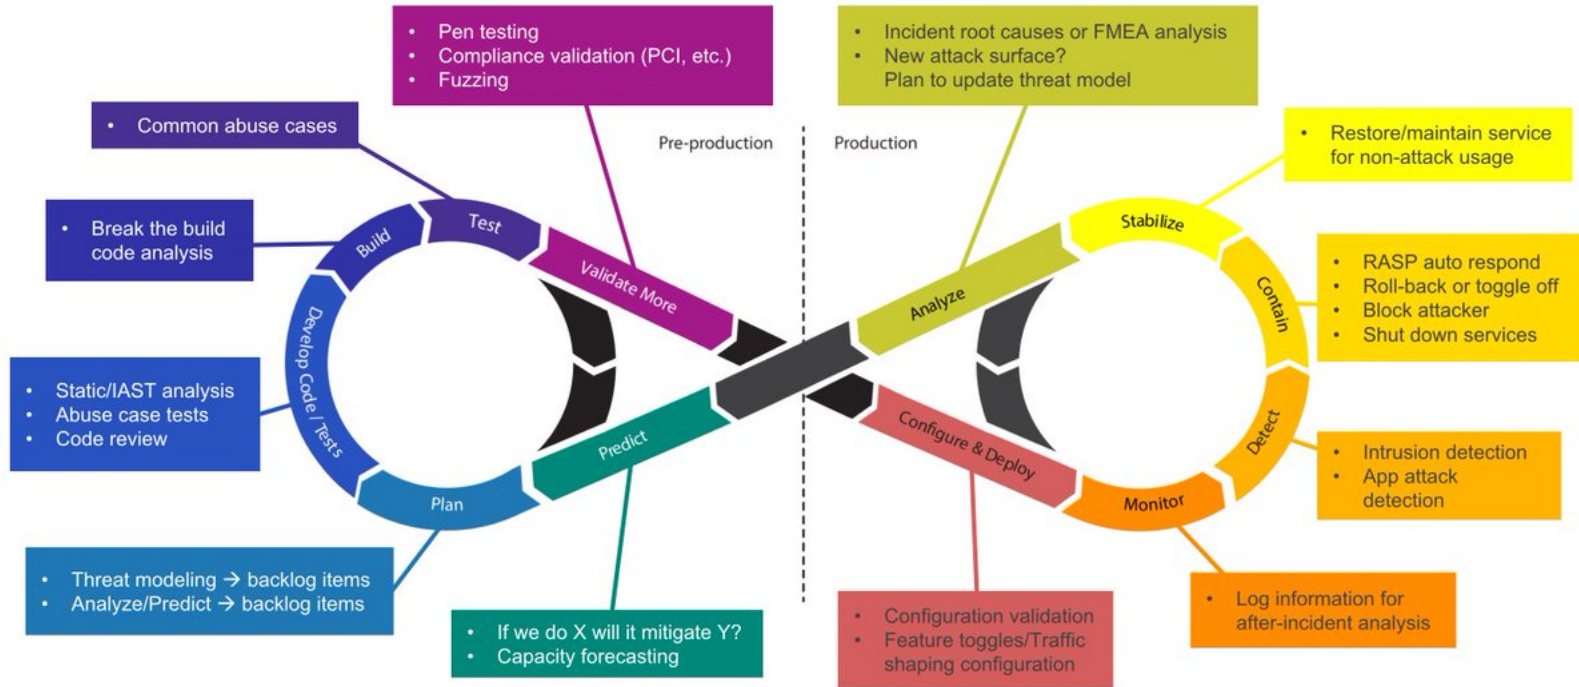 • Pen testing
• Compliance validation (PCI, etc.)
• Fuzzing
• Incident root causes or FMEA analysis
• New attack surface?
Plan to update threat model
• Common abuse cases
Pre-production
Production
• Restore/maintain service
for non-attack usage
• Break the build
code analysis
Build
Test
Validate More
Analyze
Stabilize
Contain
• RASP auto respond
• Roll-back or toggle off
• Block attacker
• Shut down services
Develop Code / Tests
• Static/IAST analysis
• Abuse case tests
• Code review
Plan
Predict
Configure & Deploy
Monitor
Detect
• Intrusion detection
• App attack
detection
• Threat modeling → backlog items
• Analyze/Predict → backlog items
• If we do X will it mitigate Y?
• Capacity forecasting
• Configuration validation
• Feature toggles/Traffic
shaping configuration
• Log information for
after-incident analysis